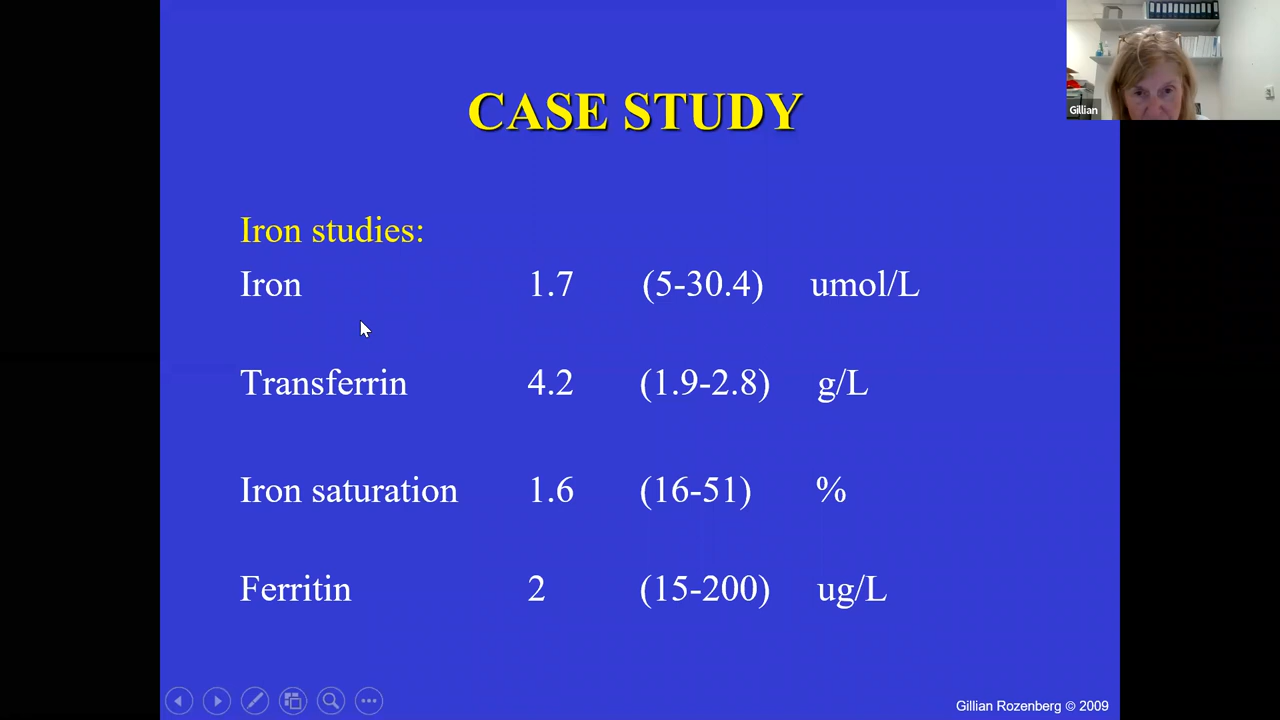 CASE STUDY
Gillian
Iron studies:
Iron 1.7 (5-30.4) umol/L
Transferrin 4.2 (1.9-2.8) g/L
Iron saturation 1.6 (16-51) %
Ferritin 2 (15-200) ug/L
Gillian Rozenberg © 2009